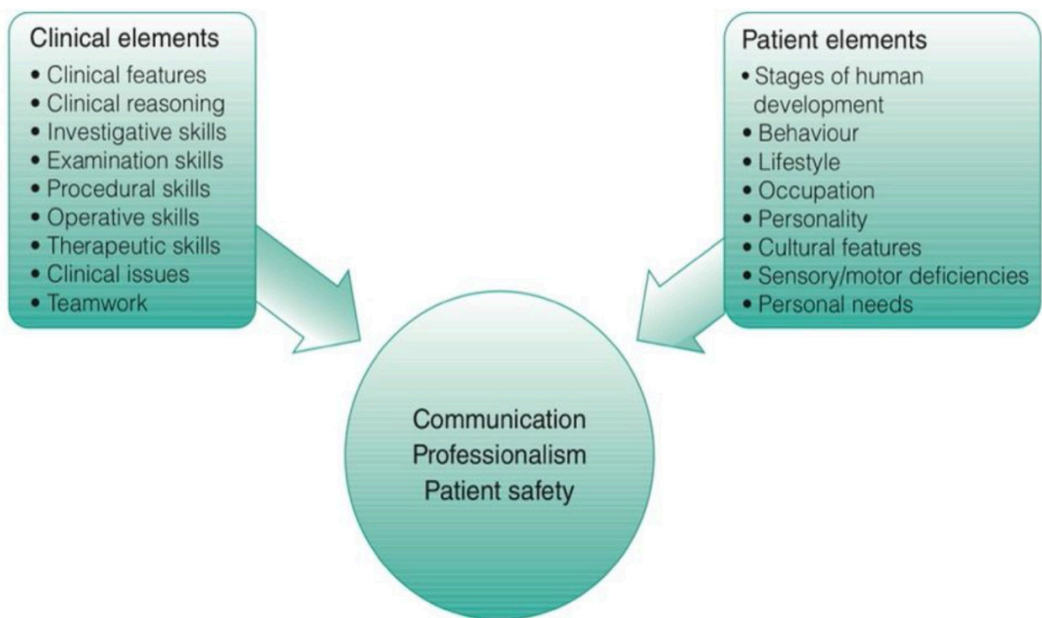 Clinical elements
• Clinical features
• Clinical reasoning
• Investigative skills
• Examination skills
• Procedural skills
• Operative skills
• Therapeutic skills
• Clinical issues
• Teamwork
Patient elements
• Stages of human
development
• Behaviour
• Lifestyle
• Occupation
• Personality
• Cultural features
• Sensory/motor deficiencies
• Personal needs
Communication
Professionalism
Patient safety